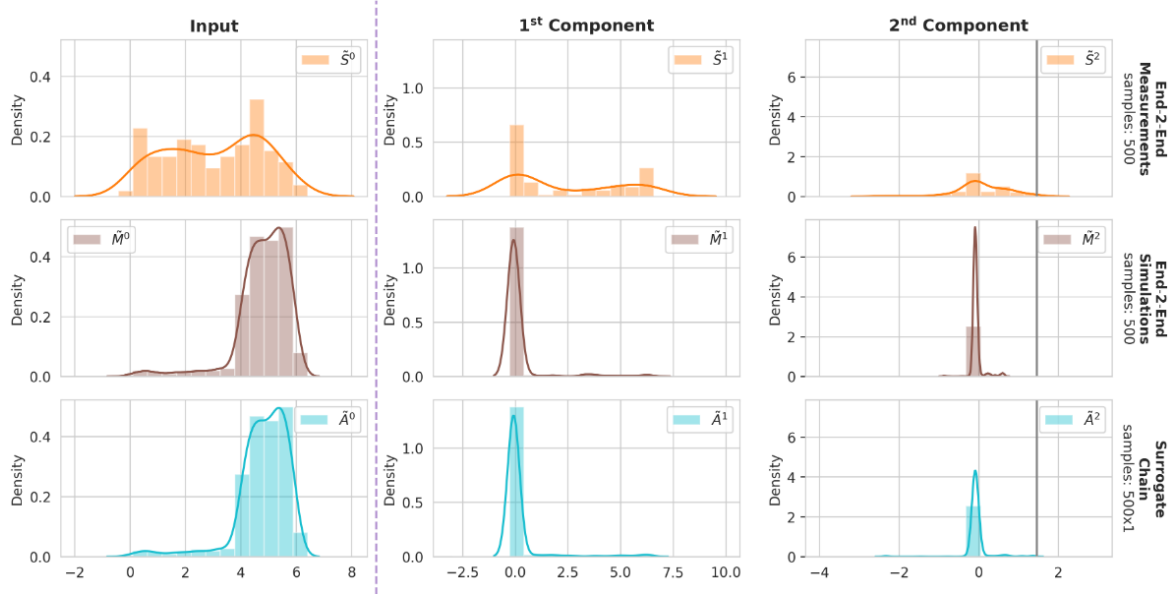 Input
1st Component
2nd Component
S̃⁰
S̃¹
S̃²
Density
0.4
0.2
0.0
Density
1.0
0.5
0.0
Density
6
4
2
0
End-2-End
Measurements
samples: 500
M̃⁰
M̃¹
M̃²
Density
0.4
0.2
0.0
Density
1.0
0.5
0.0
Density
6
4
2
0
End-2-End
Simulations
samples: 500
Ã⁰
Ã¹
Ã²
Density
0.4
0.2
0.0
Density
1.0
0.5
0.0
Density
6
4
2
0
Surrogate
Chain
samples: 500x1
−2 0 2 4 6 8
−2.5 0.0 2.5 5.0 7.5 10.0
−4 −2 0 2